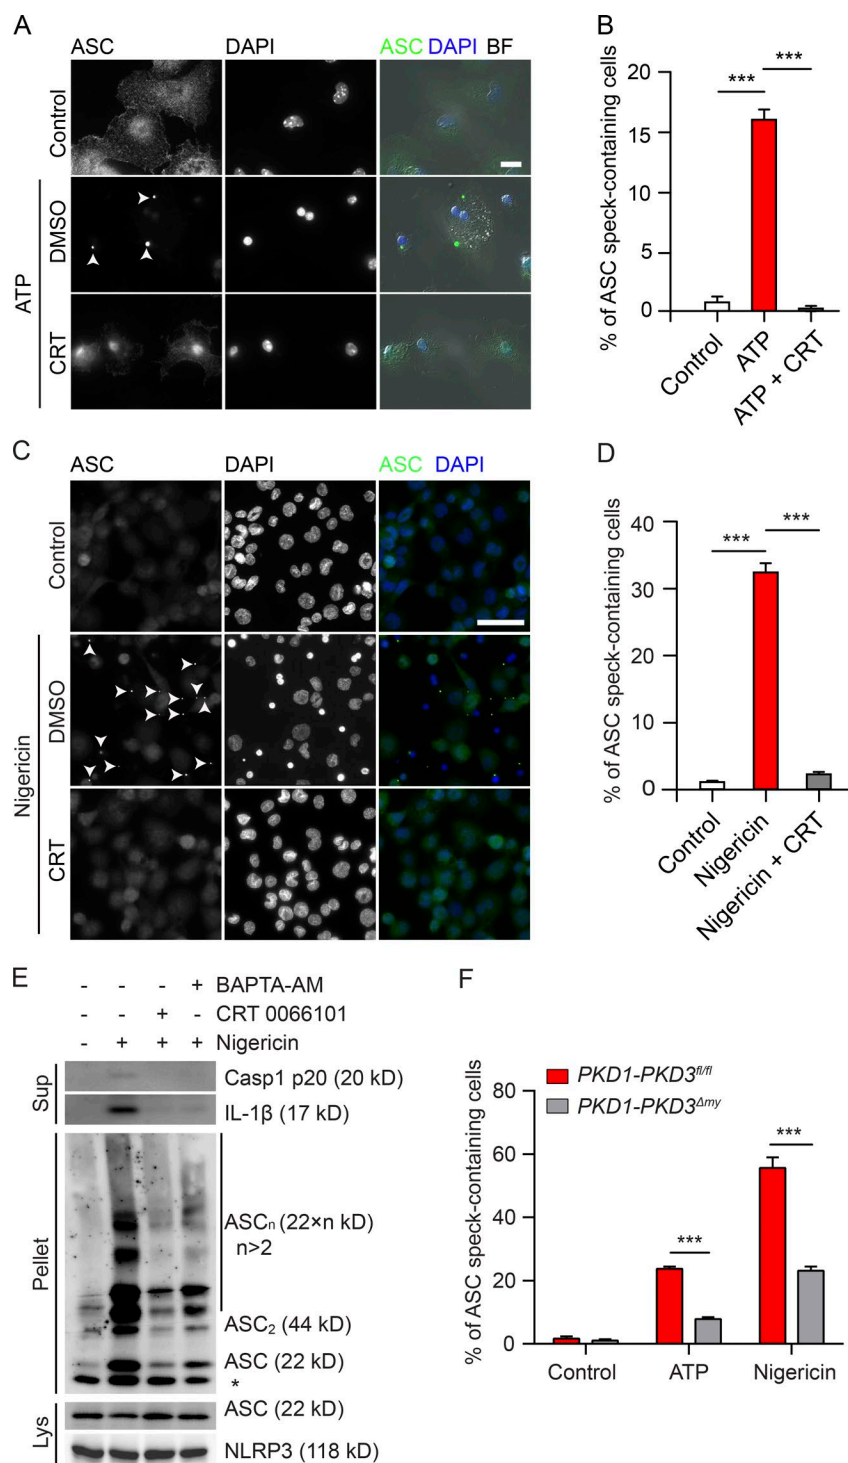 A
ASC DAPI ASC DAPI BF
Control
ATP
DMSO
CRT
B
% of ASC speck-containing cells
20
15
10
5
0
*** ***
Control
ATP
ATP + CRT
C
ASC DAPI ASC DAPI
Control
Nigericin
DMSO
CRT
D
% of ASC speck-containing cells
40
30
20
10
0
*** ***
Control
Nigericin
Nigericin + CRT
E
- - - + BAPTA-AM
- - + - CRT 0066101
- + + + Nigericin
Sup
Casp1 p20 (20 kD)
IL-1β (17 kD)
Pellet
ASCn (22×n kD)
n>2
ASC2 (44 kD)
ASC (22 kD)
*
Lys
ASC (22 kD)
NLRP3 (118 kD)
F
% of ASC speck-containing cells
80
60
40
20
0
PKD1-PKD3fl/fl
PKD1-PKD3Δmy
***
***
Control ATP Nigericin